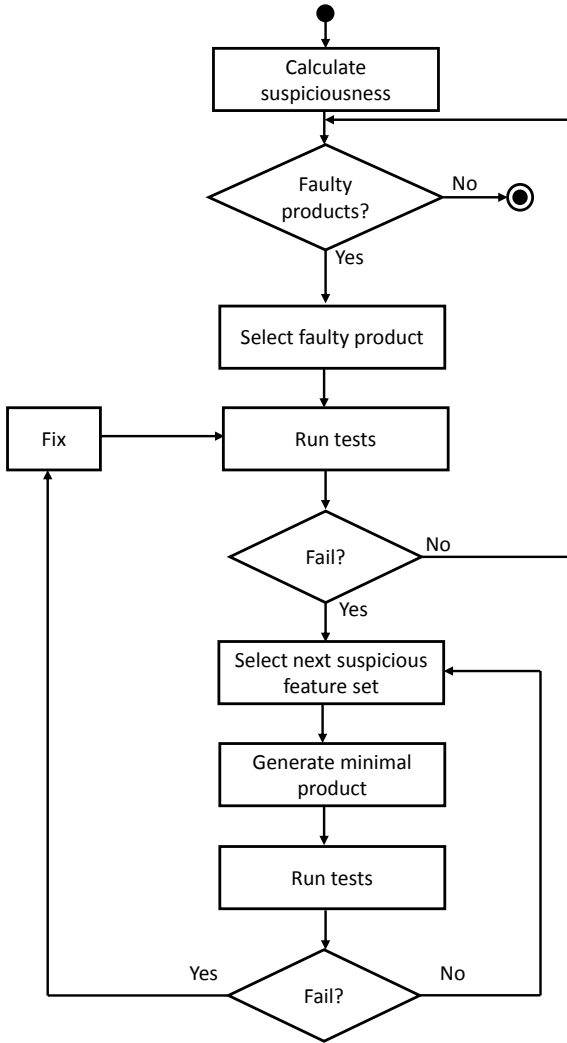 Calculate
suspiciousness
Faulty
products?
No
Yes
Select faulty product
Fix
Run tests
Fail?
No
Yes
Select next suspicious
feature set
Generate minimal
product
Run tests
Yes
Fail?
No